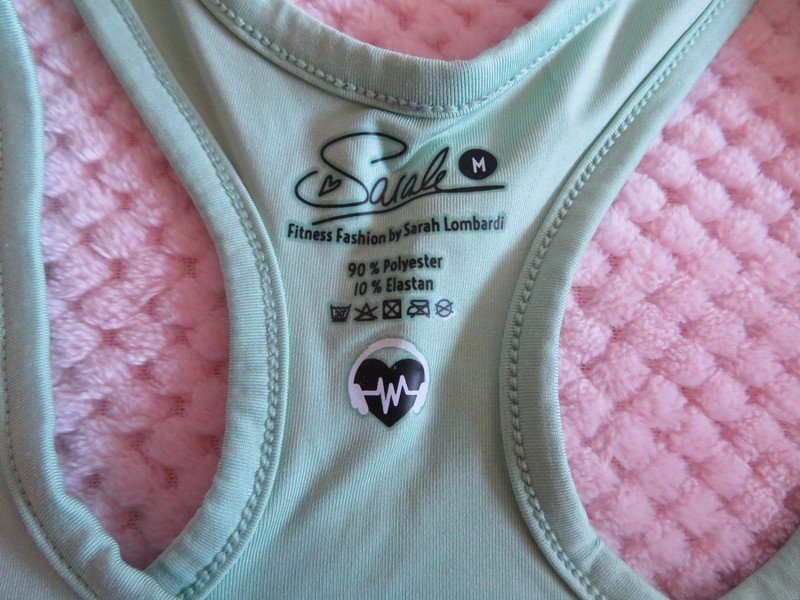 Sarah M
Fitness Fashion by Sarah Lombardi
90 % Polyester
10 % Elastan